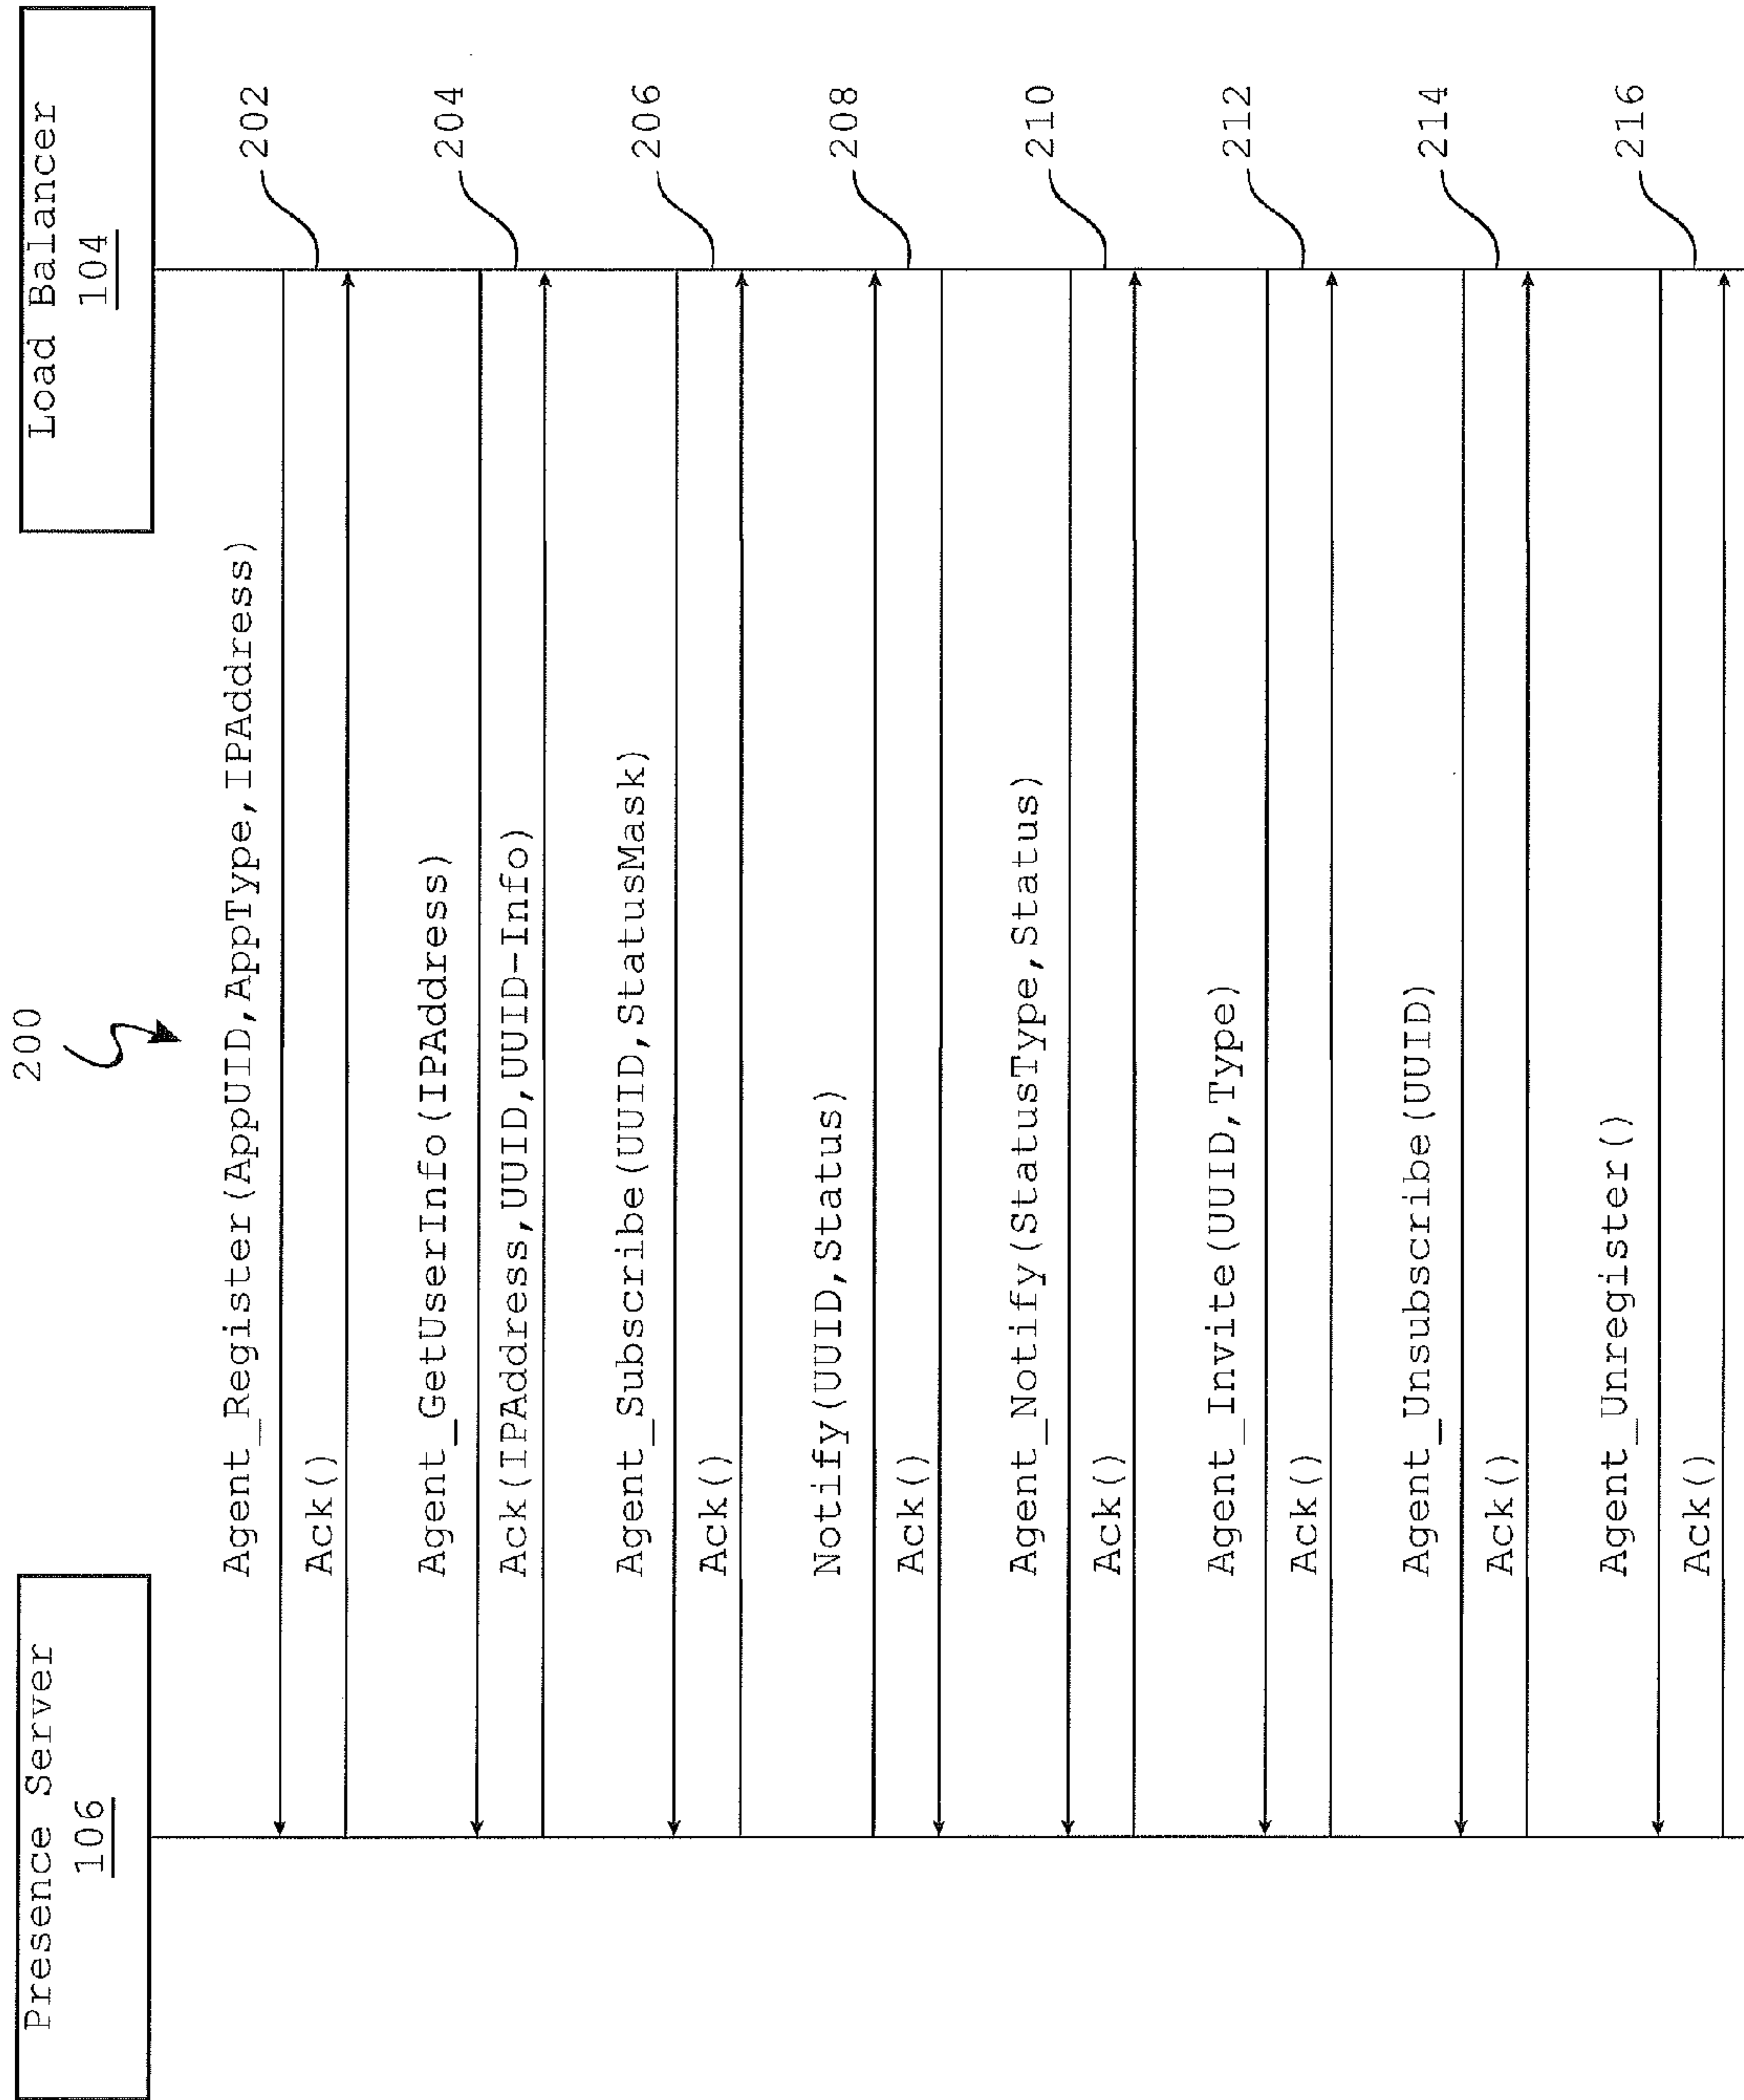 200
Presence Server
106
Load Balancer
104
Agent_Register(AppUID,AppType,IPAddress)
202
Ack()
Agent_GetUserInfo(IPAddress)
204
Ack(IPAddress,UUID,UUID-Info)
Agent_Subscribe(UUID,StatusMask)
206
Ack()
Notify(UUID,Status)
208
Ack()
Agent_Notify(StatusType,Status)
210
Ack()
Agent_Invite(UUID,Type)
212
Ack()
Agent_Unsubscribe(UUID)
214
Ack()
Agent_Unregister()
216
Ack()